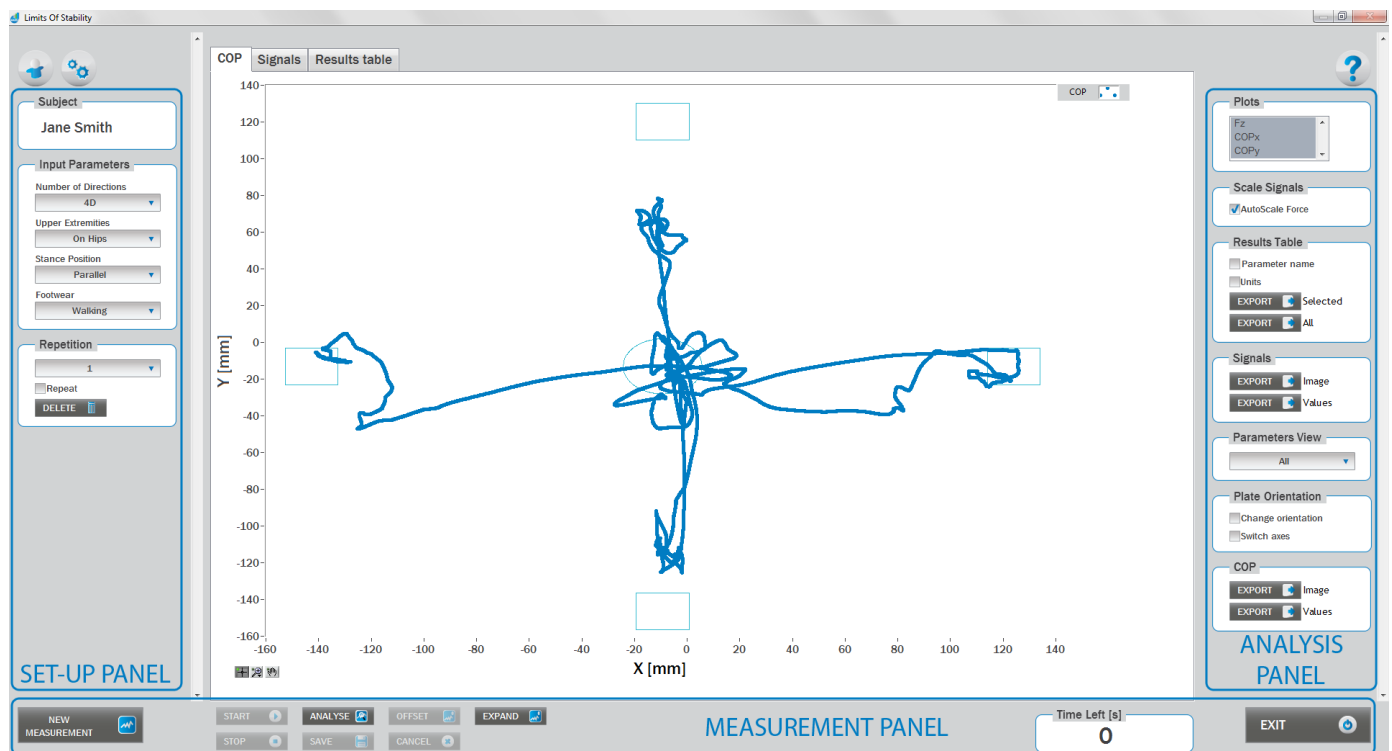 Limits Of Stability
COP Signals Results table
Subject
Jane Smith
Input Parameters
Number of Directions
4D
Upper Extremities
On Hips
Stance Position
Parallel
Footwear
Walking
Repetition
1
Repeat
DELETE
SET-UP PANEL
COP
140
120
100
80
60
40
20
0
-20
-40
-60
-80
-100
-120
-140
-160
Y [mm]
-160 -140 -120 -100 -80 -60 -40 -20 0 20 40 60 80 100 120 140
X [mm]
Plots
Fz
COPx
COPy
Scale Signals
AutoScale Force
Results Table
Parameter name
Units
EXPORT Selected
EXPORT All
Signals
EXPORT Image
EXPORT Values
Parameters View
All
Plate Orientation
Change orientation
Switch axes
COP
EXPORT Image
EXPORT Values
ANALYSIS
PANEL
NEW
MEASUREMENT
START ANALYSE OFFSET EXPAND
STOP SAVE CANCEL
MEASUREMENT PANEL
Time Left [s]
0
EXIT